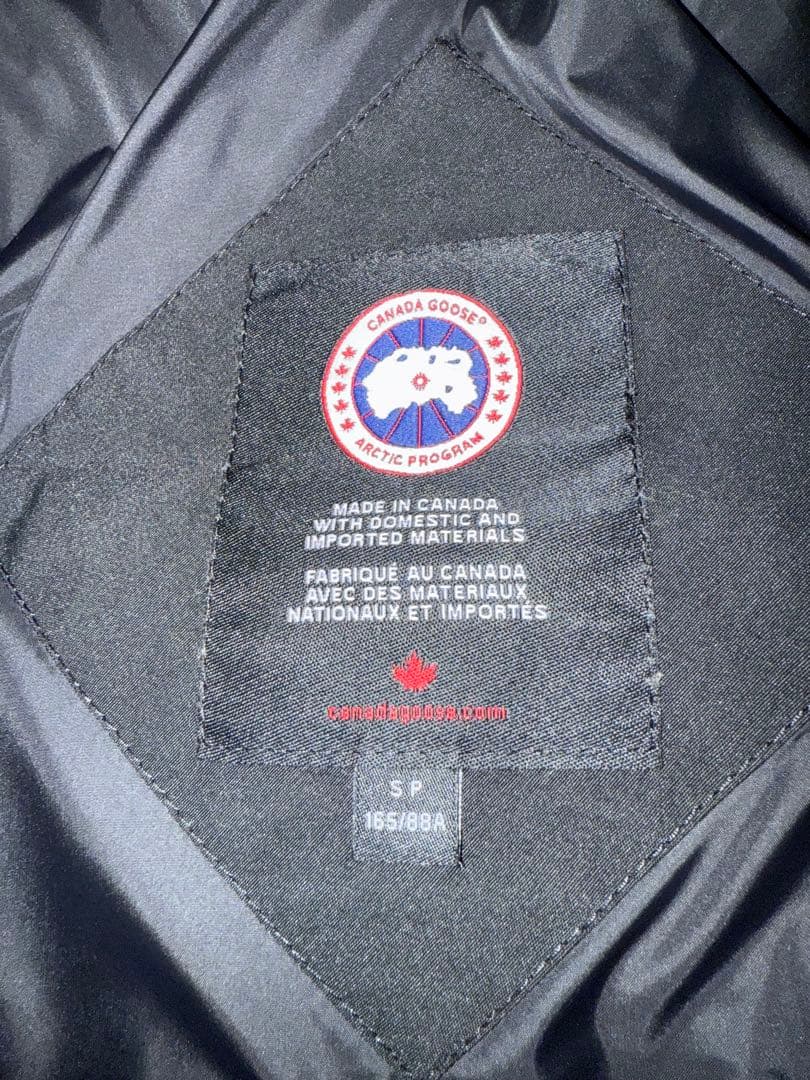 CANADA GOOSE®
ARCTIC PROGRAM
MADE IN CANADA
WITH DOMESTIC AND
IMPORTED MATERIALS
FABRIQUÉ AU CANADA
AVEC DES MATERIAUX
NATIONAUX ET IMPORTÉS
canadagoose.com
S P
165/88A